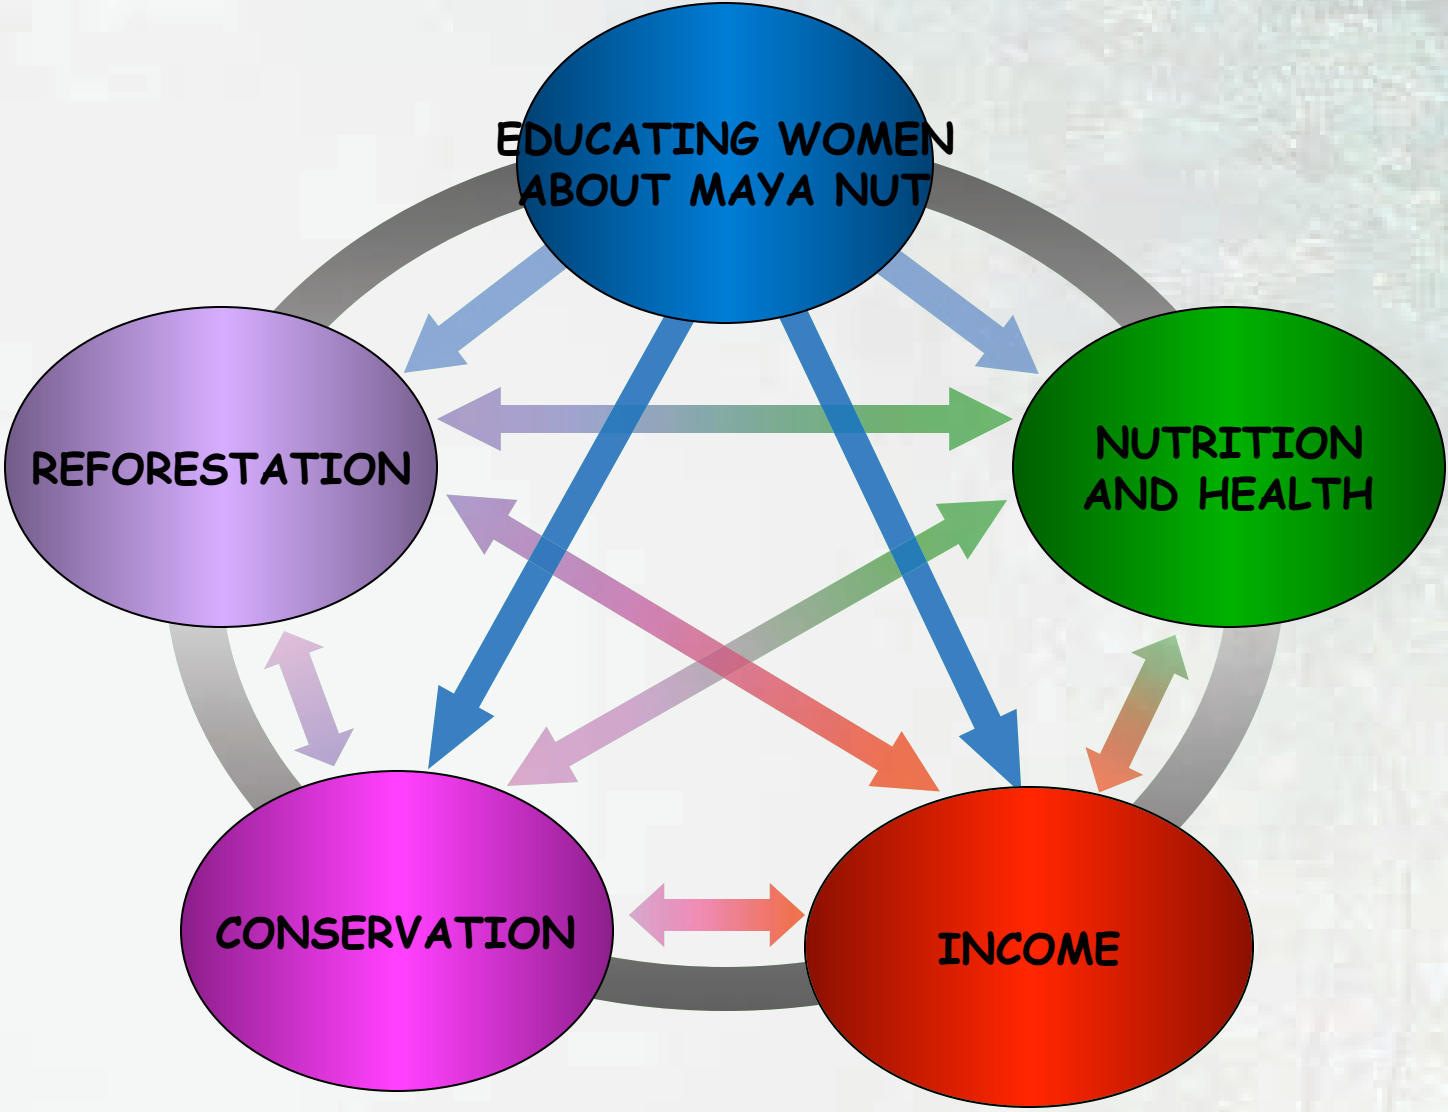 EDUCATING WOMEN
ABOUT MAYA NUT
REFORESTATION
NUTRITION
AND HEALTH
CONSERVATION
INCOME